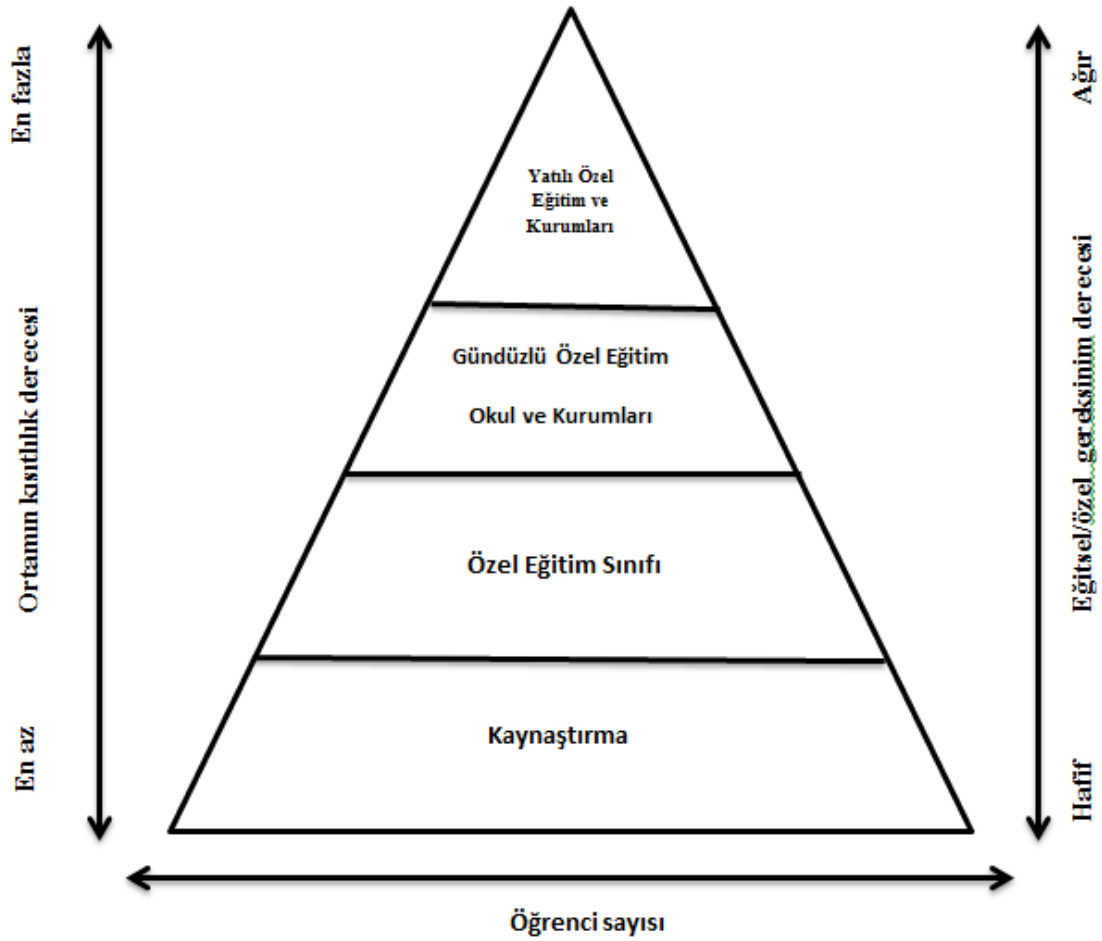 En fazla
Ortamın kısıtlılık derecesi
En az
Yatılı Özel
Eğitim ve
Kurumları
Gündüzlü Özel Eğitim
Okul ve Kurumları
Özel Eğitim Sınıfı
Kaynaştırma
Ağır
Eğitsel/özel gereksinim derecesi
Hafif
Öğrenci sayısı